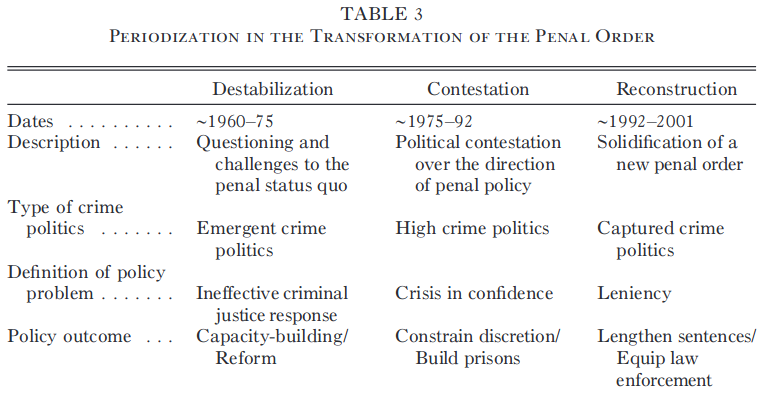 TABLE 3
Periodization in the Transformation of the Penal Order
Destabilization Contestation Reconstruction
Dates . . . . . . . . . . ~1960–75 ~1975–92 ~1992–2001
Description . . . . . . Questioning and Political contestation Solidification of a
challenges to the over the direction new penal order
penal status quo of penal policy
Type of crime
politics . . . . . . . Emergent crime High crime politics Captured crime
politics politics
Definition of policy
problem . . . . . . . Ineffective criminal Crisis in confidence Leniency
justice response
Policy outcome . . . Capacity-building/ Constrain discretion/ Lengthen sentences/
Reform Build prisons Equip law
enforcement